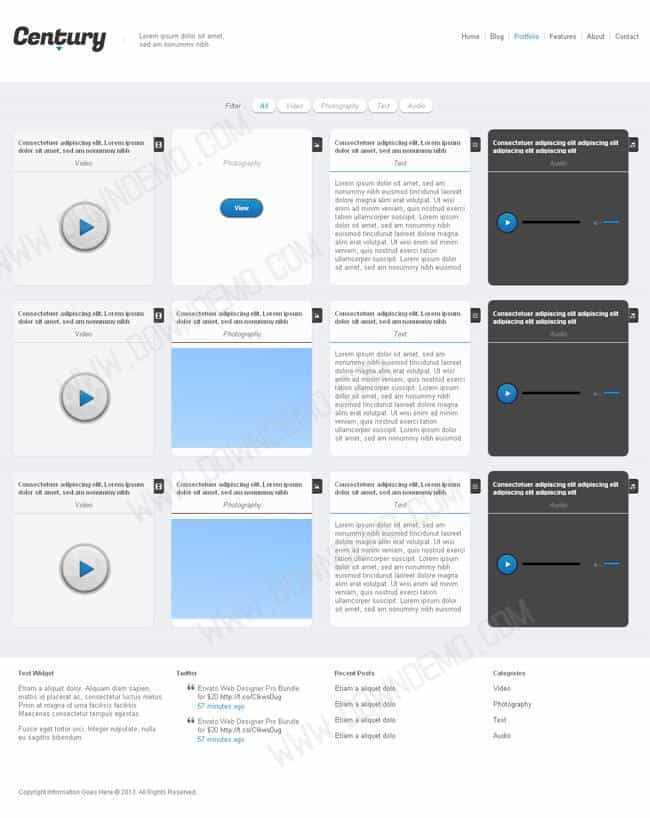 Century
Lorem ipsum dolor sit amet,
sed am nonummy nibh.
Home Blog Portfolio Features About Contact
Filter : All Video Photography Text Audio
Consectetuer adipiscing elit, Lorem ipsum
dolor sit amet, sed am nonummy nibh
Video
Photography
View
Consectetuer adipiscing elit, Lorem ipsum
dolor sit amet, sed am nonummy nibh
Text
Lorem ipsum dolor sit amet, sed am
nonummy nibh euismod tincidunt laoreet
dolore magna alim erat volutpat. Ut wisi
enim ad minim veniam, quis nostrud exerci
tation ullamcorper suscipit. Lorem ipsum
dolor sit amet, sed am nonummy nibh
euismod tincidunt laoreet dolore magna
alim erat volutpat. Ut wisi enim ad minim
veniam, quis nostrud exerci tation
ullamcorper suscipit. Lorem ipsum dolor
sit amet, sed am nonummy nibh euismod
Consectetuer adipiscing elit adipiscing elit
adipiscing elit adipiscing elit
Audio
Consectetuer adipiscing elit, Lorem ipsum
dolor sit amet, sed am nonummy nibh
Video
Consectetuer adipiscing elit, Lorem ipsum
dolor sit amet, sed am nonummy nibh
Photography
Consectetuer adipiscing elit, Lorem ipsum
dolor sit amet, sed am nonummy nibh
Text
Lorem ipsum dolor sit amet, sed am
nonummy nibh euismod tincidunt laoreet
dolore magna alim erat volutpat. Ut wisi
enim ad minim veniam, quis nostrud exerci
tation ullamcorper suscipit. Lorem ipsum
dolor sit amet, sed am nonummy nibh
euismod tincidunt laoreet dolore magna
alim erat volutpat. Ut wisi enim ad minim
veniam, quis nostrud exerci tation
ullamcorper suscipit. Lorem ipsum dolor
sit amet, sed am nonummy nibh euismod
Consectetuer adipiscing elit adipiscing elit
adipiscing elit adipiscing elit
Audio
Consectetuer adipiscing elit, Lorem ipsum
dolor sit amet, sed am nonummy nibh
Video
Consectetuer adipiscing elit, Lorem ipsum
dolor sit amet, sed am nonummy nibh
Photography
Consectetuer adipiscing elit, Lorem ipsum
dolor sit amet, sed am nonummy nibh
Text
Lorem ipsum dolor sit amet, sed am
nonummy nibh euismod tincidunt laoreet
dolore magna alim erat volutpat. Ut wisi
enim ad minim veniam, quis nostrud exerci
tation ullamcorper suscipit. Lorem ipsum
dolor sit amet, sed am nonummy nibh
euismod tincidunt laoreet dolore magna
alim erat volutpat. Ut wisi enim ad minim
veniam, quis nostrud exerci tation
ullamcorper suscipit. Lorem ipsum dolor
sit amet, sed am nonummy nibh euismod
Consectetuer adipiscing elit adipiscing elit
adipiscing elit adipiscing elit
Audio
WWW.DOWNDEMO.COM
WWW.DOWNDEMO.COM
WWW.DOWNDEMO.COM
WWW.DOWNDEMO.COM
WWW.DOWNDEMO.COM
Text Widget
Etiam a aliquet dolor. Aliquam diam sapien,
mattis id placerat ac, consectetur luctus metus.
Proin at magna id urna facilisis facilisis.
Maecenas consectetur tempus egestas.
Fusce eget tortor orci. Integer vulputate, nulla
eu sagittis bibendum.
Twitter
Envato Web Designer Pro Bundle
for $20 http://t.co/ClkwsDug
57 minutes ago
Envato Web Designer Pro Bundle
for $20 http://t.co/ClkwsDug
57 minutes ago
Recent Posts
Etiam a aliquet dolo
Etiam a aliquet dolo
Etiam a aliquet dolo
Etiam a aliquet dolo
Categories
Video
Photography
Text
Audio
Copyright Information Goes Here © 2013. All Rights Reserved.